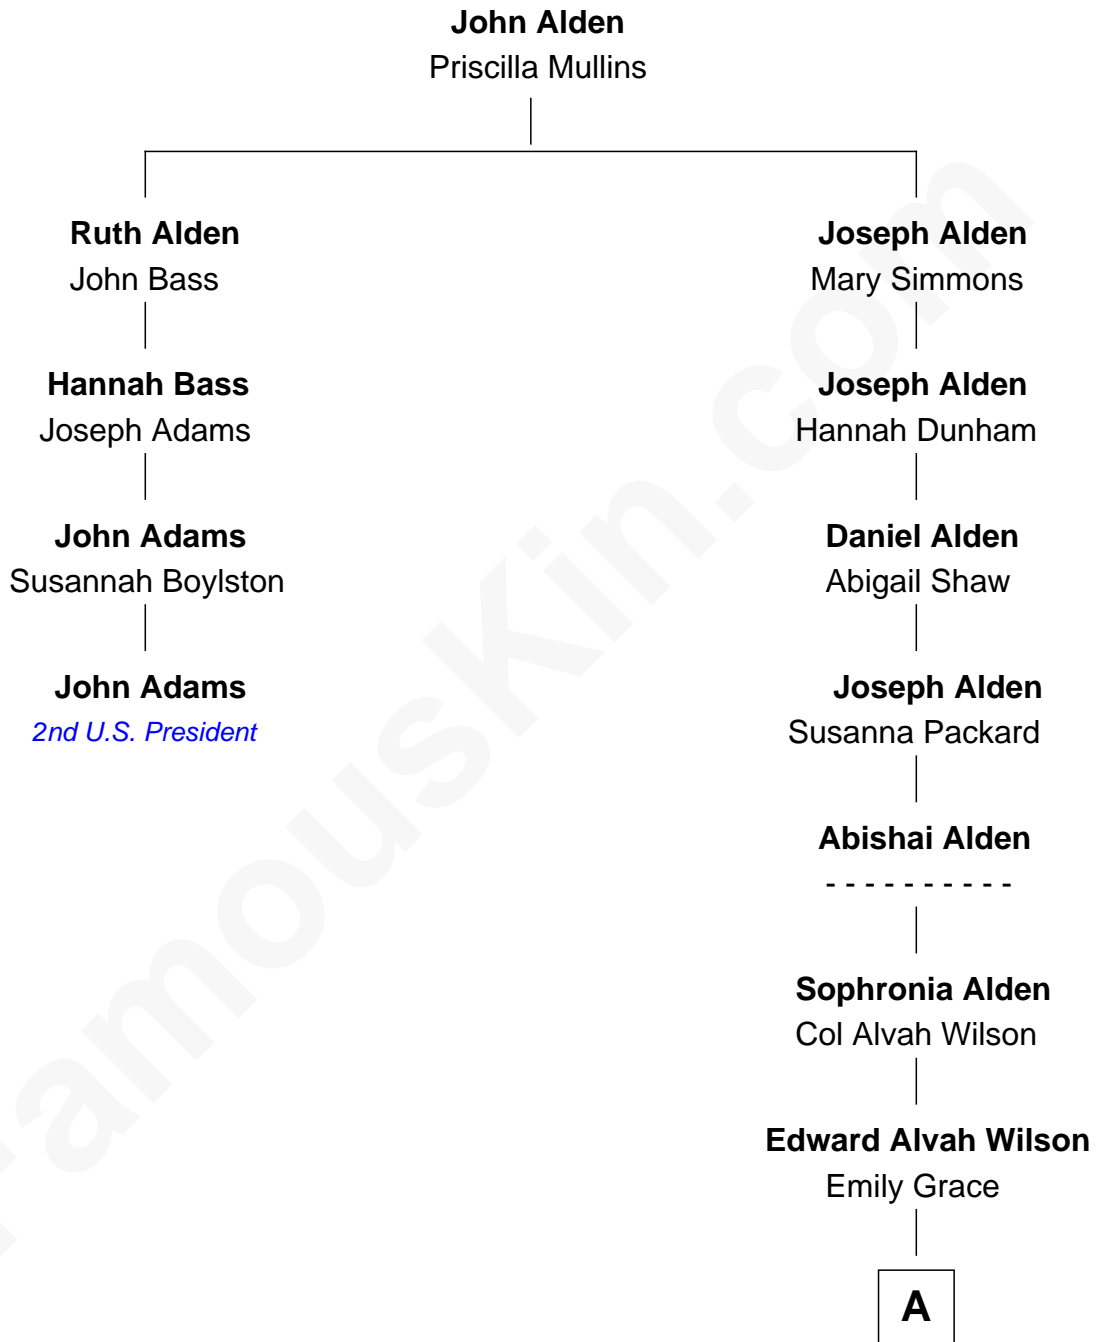 John Alden
Priscilla Mullins
Ruth Alden
John Bass
Joseph Alden
Mary Simmons
Hannah Bass
Joseph Adams
Joseph Alden
Hannah Dunham
John Adams
Susannah Boylston
Daniel Alden
Abigail Shaw
John Adams
2nd U.S. President
Joseph Alden
Susanna Packard
Abishai Alden
- - - - - - - - - -
Sophronia Alden
Col Alvah Wilson
Edward Alvah Wilson
Emily Grace
A
FamousKin.com